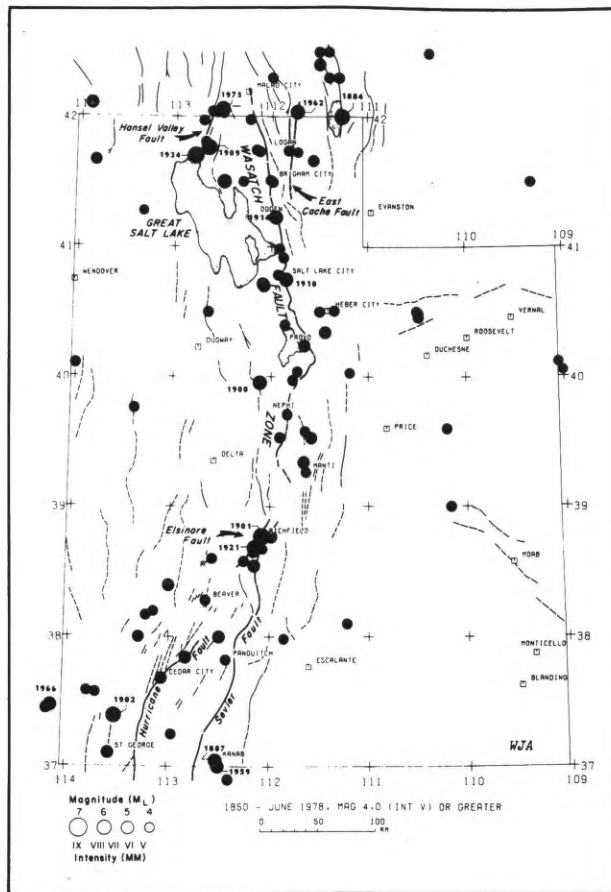 1975
MALAD CITY
1962
1884
113
112
111
42
42
Hansel Valley
Fault
1934
1909
LOGAN
WASATCH
BRIGHAM CITY
East
Cache Fault
OGDEN
1914
EVANSTON
GREAT
SALT LAKE
110
109
41
41
WENDOVER
SALT LAKE CITY
1910
FAULT
HEBER CITY
VERNAL
ROOSEVELT
DUGWAY
PROVO
DUCHESNE
40
40
1900
NEPHI
ZONE
PRICE
DELTA
MANTI
39
39
1901
RICHFIELD
Elsinore
Fault
1921
MOAB
BEAVER
38
38
Fault
Fault
PANGUITCH
MONTICELLO
ESCALANTE
CEDAR CITY
BLANDING
1966
1902
Hurricane
Sevier
ST GEORGE
1887
KANAB
WJA
37
1959
37
114
113
112
111
110
109
Magnitude (ML)
7 6 5 4
1850 - JUNE 1978, MAG 4.0 (INT V) OR GREATER
0 50 100
KM
IX VIII VII VI V
Intensity (MM)